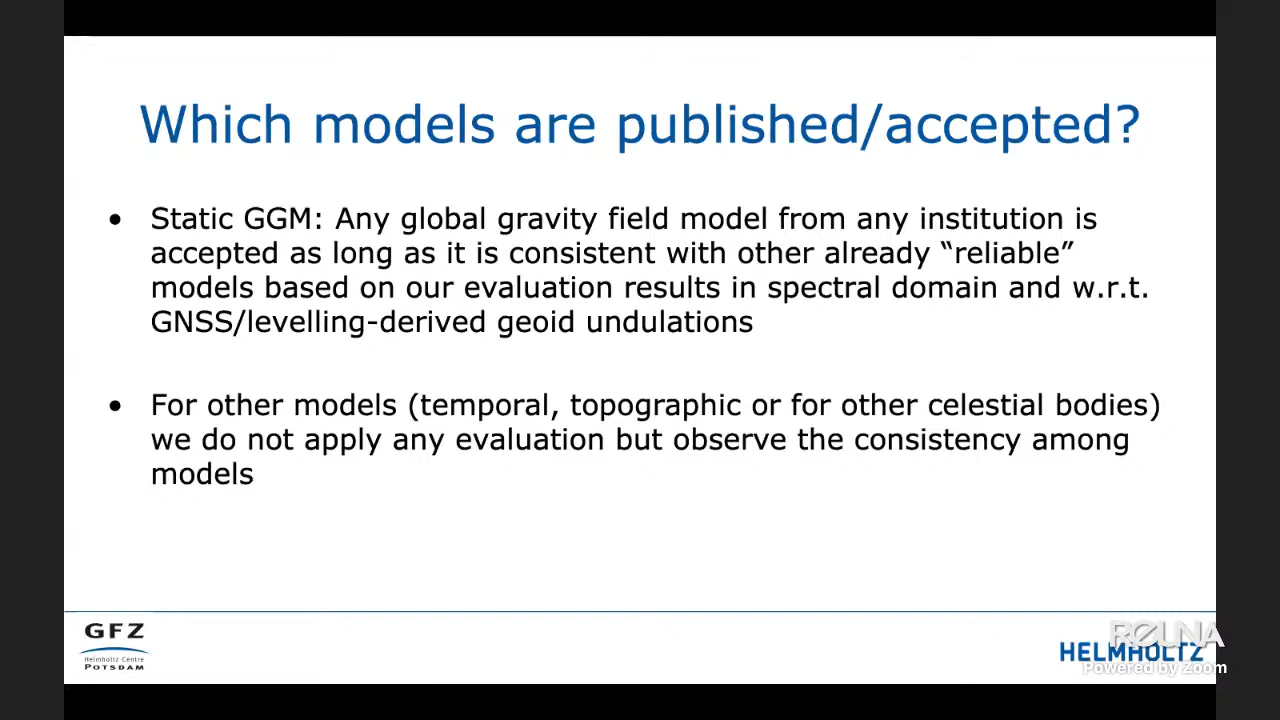 Which models are published/accepted?
• Static GGM: Any global gravity field model from any institution is
accepted as long as it is consistent with other already “reliable”
models based on our evaluation results in spectral domain and w.r.t.
GNSS/levelling-derived geoid undulations
• For other models (temporal, topographic or for other celestial bodies)
we do not apply any evaluation but observe the consistency among
models
GFZ
Helmholtz Centre
POTSDAM
HELMHOLTZ
REUNA
Powered by Zoom